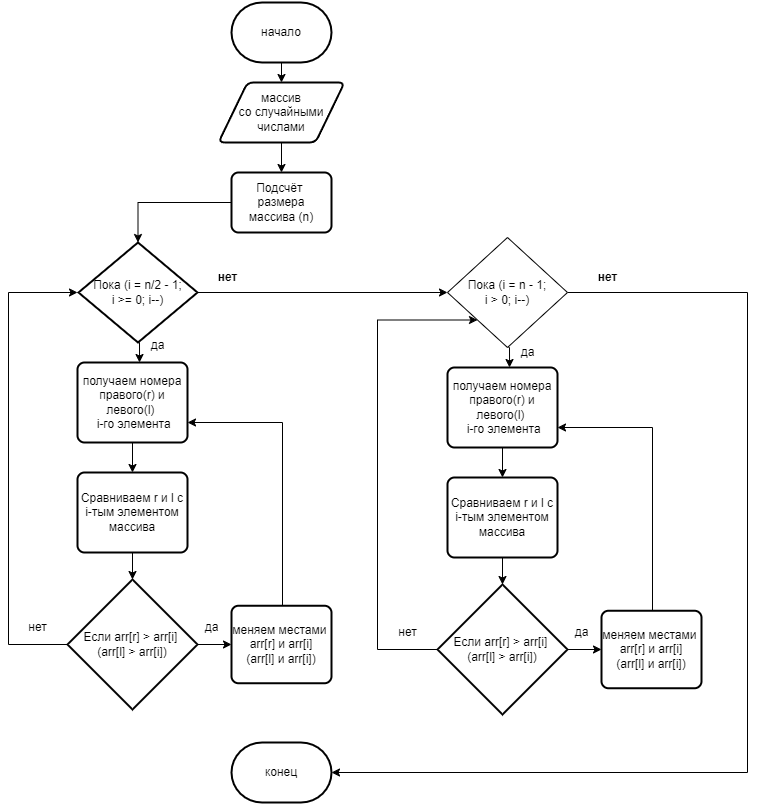 начало
массив
со случайными
числами
Подсчёт
размера
массива (n)
Пока (i = n/2 - 1;
i >= 0; i--)
нет
да
получаем номера
правого(r) и
левого(l)
i-го элемента
Сравниваем r и l с
i-тым элементом
массива
Если arr[r] > arr[i]
(arr[l] > arr[i])
нет
да
меняем местами
arr[r] и arr[i]
(arr[l] и arr[i])
Пока (i = n - 1;
i > 0; i--)
нет
да
получаем номера
правого(r) и
левого(l)
i-го элемента
Сравниваем r и l с
i-тым элементом
массива
Если arr[r] > arr[i]
(arr[l] > arr[i])
нет
да
меняем местами
arr[r] и arr[i]
(arr[l] и arr[i])
конец